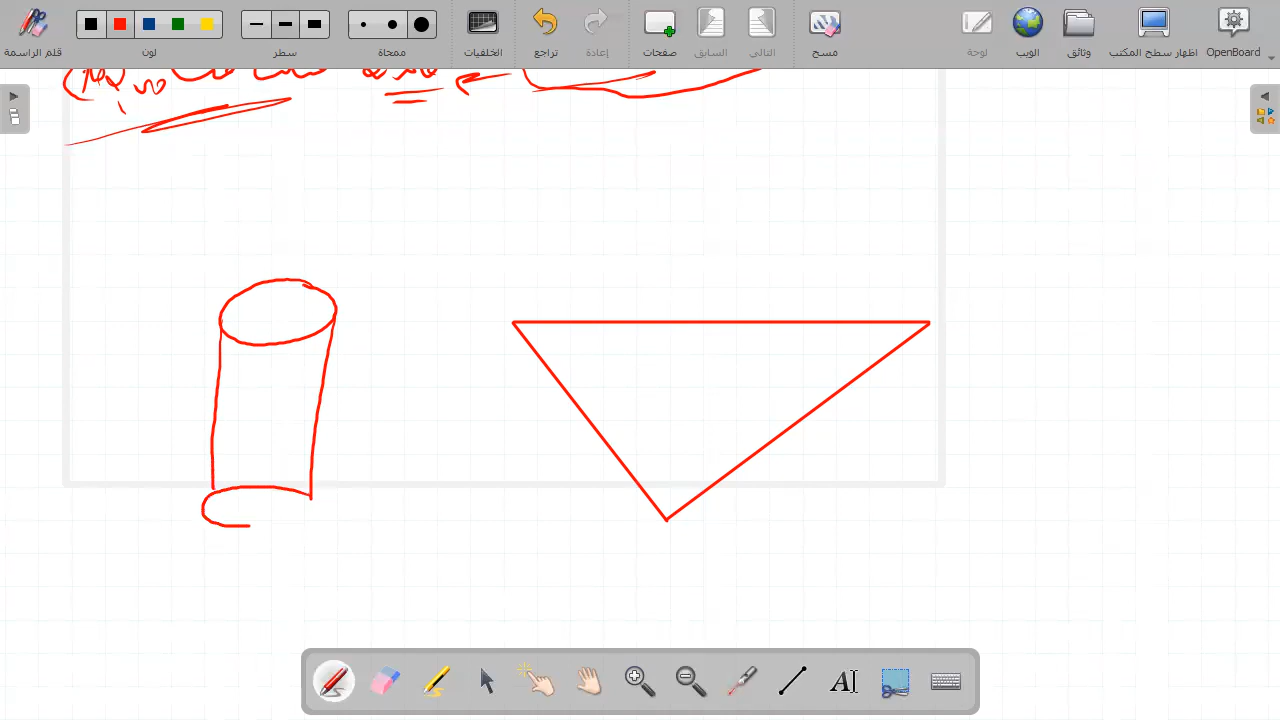 قلم الراسمة
لون
سطر
ممحاة
الخلفيات
تراجع
إعادة
صفحات
السابق
التالي
مسح
لوحة
الويب
وثائق
اظهار سطح المكتب
OpenBoard
A